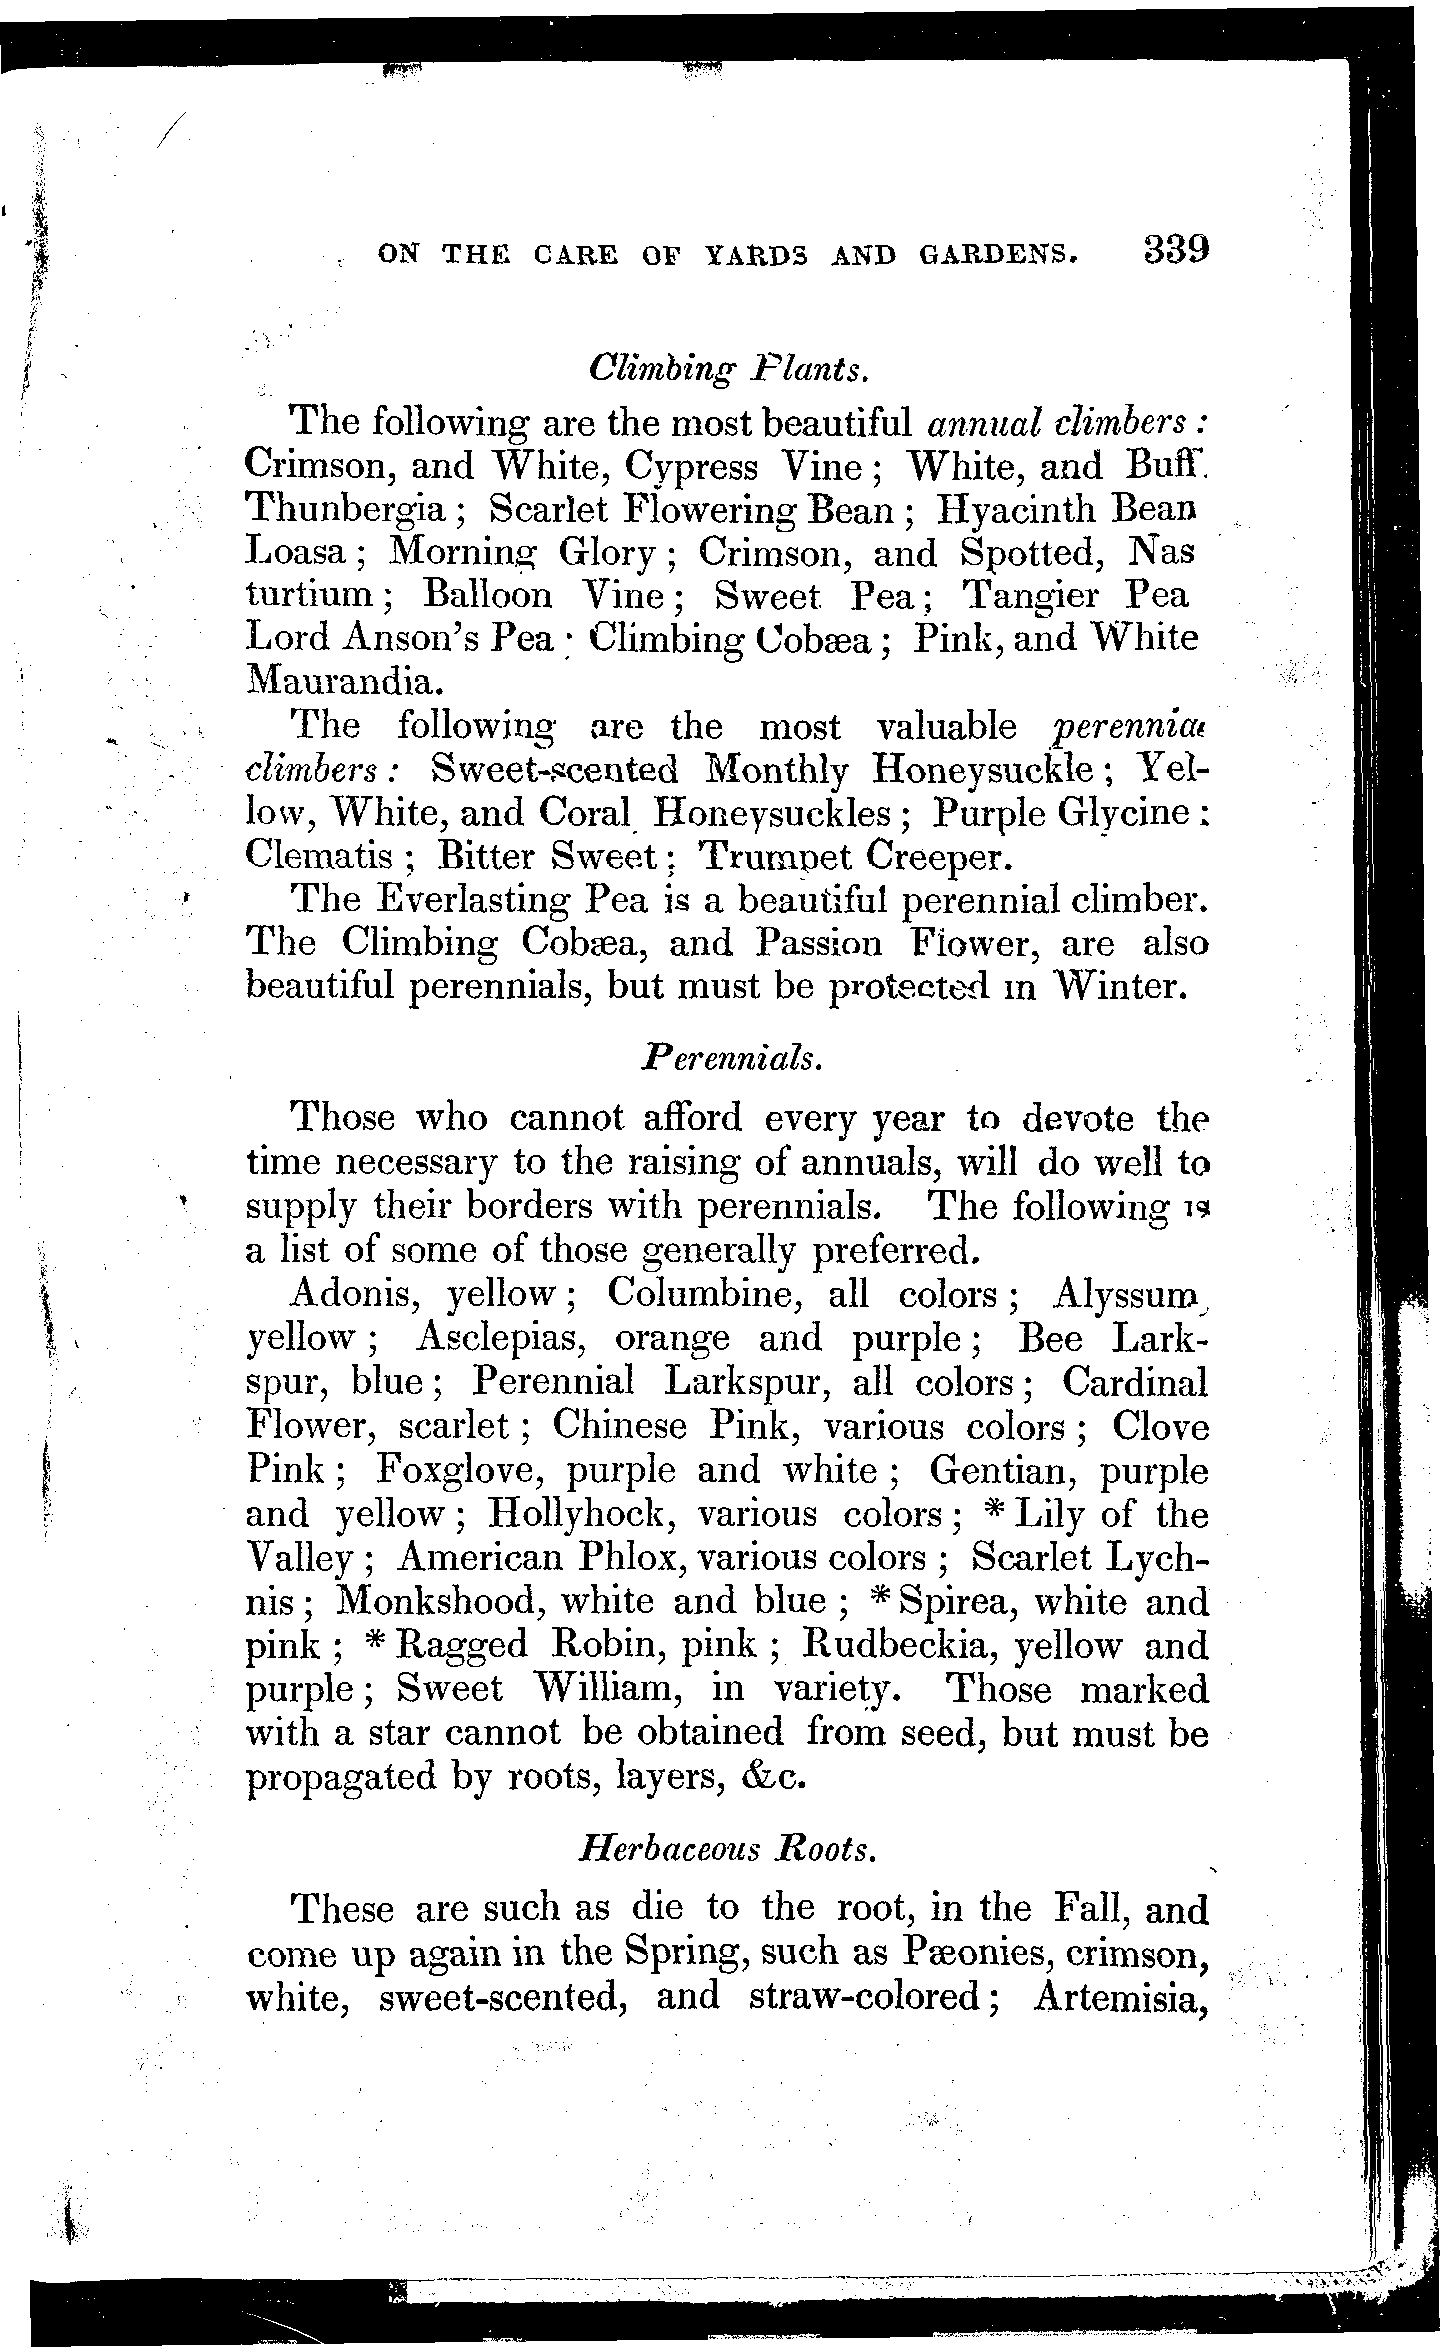 ON THE CARE OF YARDS AND GARDENS. 339
Climbing Plants.
The following are the most beautiful annual climbers :
Crimson, and White, Cypress Vine ; White, and Buff.
Thunbergia ; Scarlet Flowering Bean ; Hyacinth Bean
Loasa ; Morning Glory ; Crimson, and Spotted, Nas
turtium ; Balloon Vine ; Sweet Pea ; Tangier Pea
Lord Anson's Pea ; Climbing Cobæa ; Pink, and White
Maurandia.
The following are the most valuable perennial
climbers : Sweet-scented Monthly Honeysuckle ; Yel-
low, White, and Coral Honeysuckles ; Purple Glycine ;
Clematis ; Bitter Sweet ; Trumpet Creeper.
The Everlasting Pea is a beautiful perennial climber.
The Climbing Cobæa, and Passion Flower, are also
beautiful perennials, but must be protected in Winter.
Perennials.
Those who cannot afford every year to devote the
time necessary to the raising of annuals, will do well to
supply their borders with perennials. The following is
a list of some of those generally preferred.
Adonis, yellow ; Columbine, all colors ; Alyssum,
yellow ; Asclepias, orange and purple ; Bee Lark-
spur, blue ; Perennial Larkspur, all colors ; Cardinal
Flower, scarlet ; Chinese Pink, various colors ; Clove
Pink ; Foxglove, purple and white ; Gentian, purple
and yellow ; Hollyhock, various colors ; * Lily of the
Valley ; American Phlox, various colors ; Scarlet Lych-
nis ; Monkshood, white and blue ; * Spirea, white and
pink ; * Ragged Robin, pink ; Rudbeckia, yellow and
purple ; Sweet William, in variety. Those marked
with a star cannot be obtained from seed, but must be
propagated by roots, layers, &c.
Herbaceous Roots.
These are such as die to the root, in the Fall, and
come up again in the Spring, such as Pæonies, crimson,
white, sweet-scented, and straw-colored ; Artemisia,